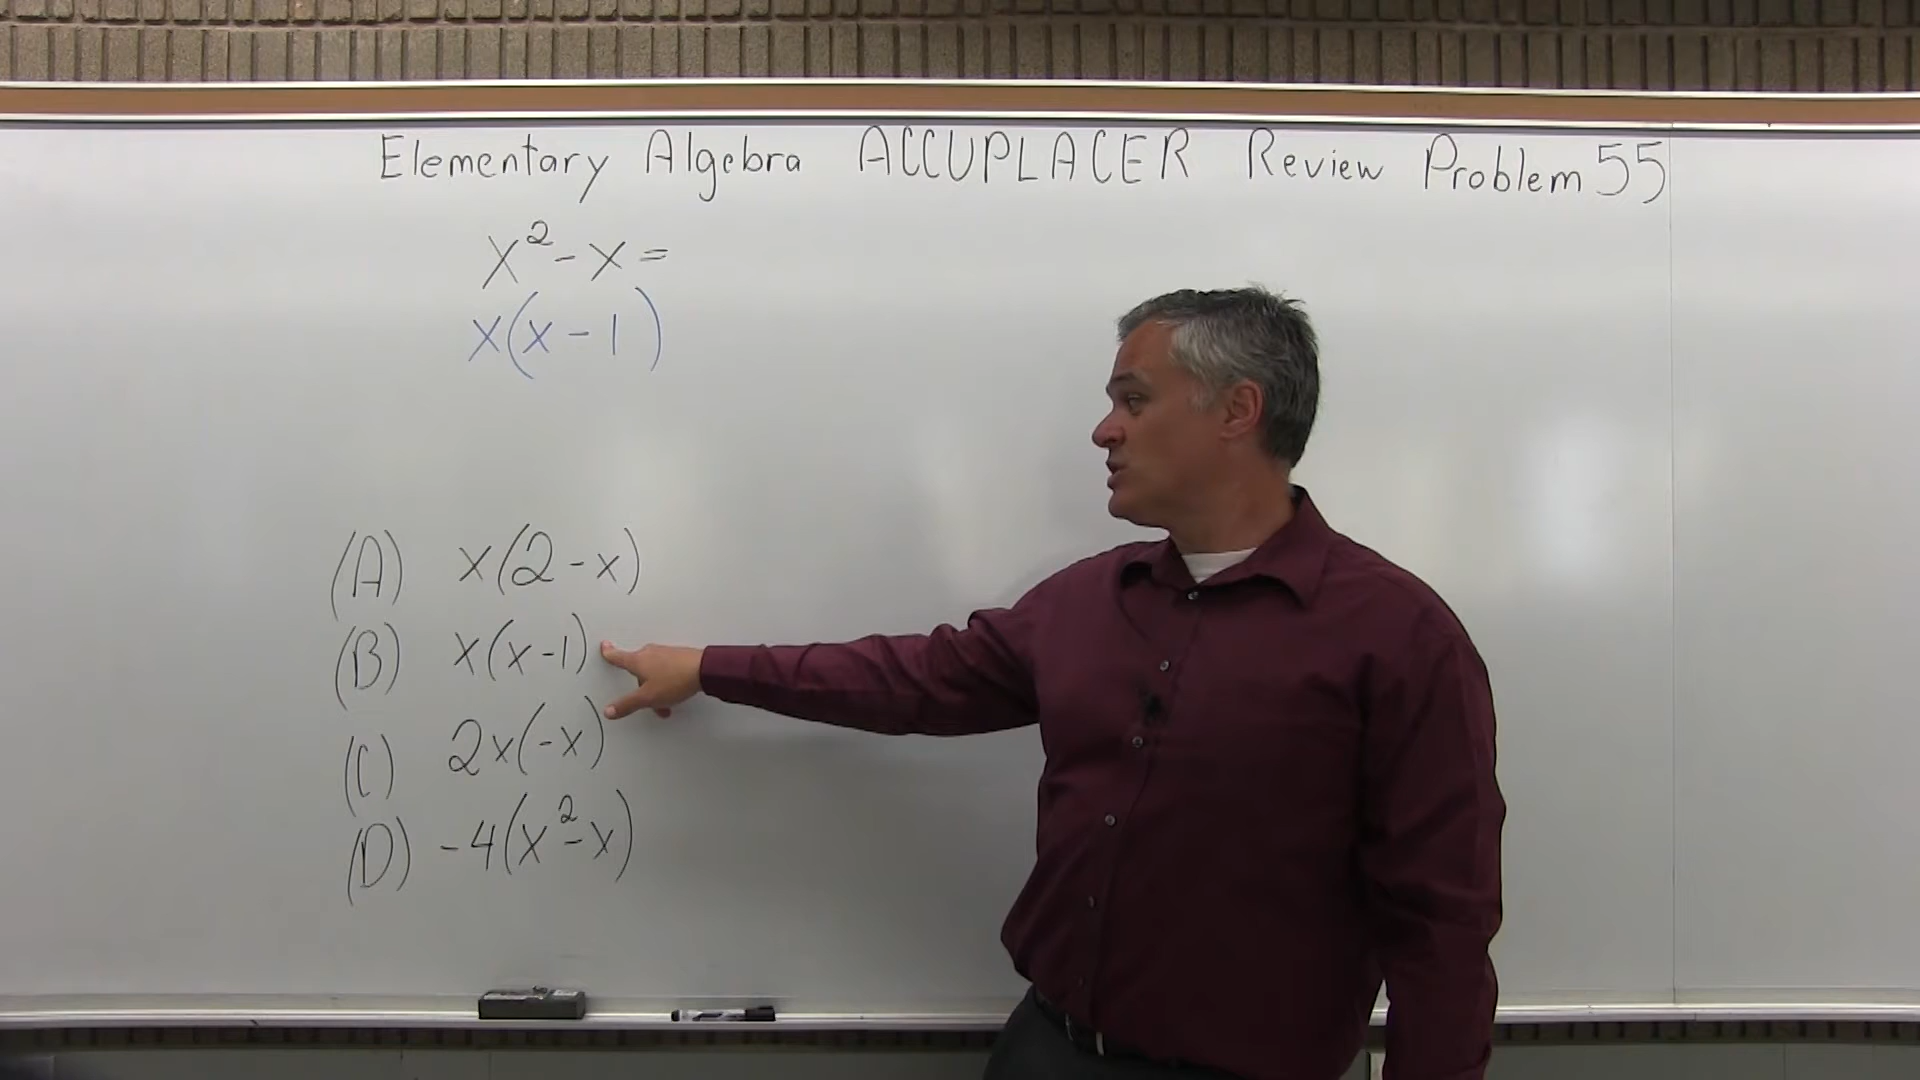 Elementary Algebra ACCUPLACER Review Problem 55
x² - x =
x(x - 1)
(A) x(2 - x)
(B) x(x - 1)
(C) 2x(-x)
(D) -4(x² - x)